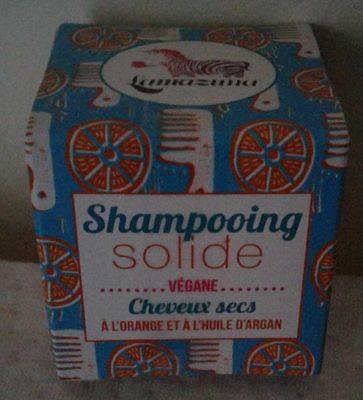 Lamazuna
Shampooing
solide
........VÉGANE........
Cheveux secs
À L'ORANGE ET À L'HUILE D'ARGAN